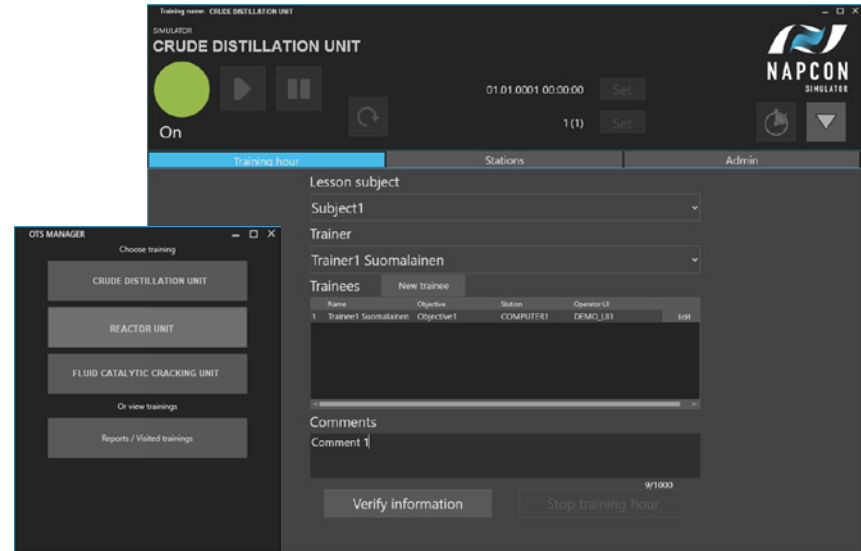 Training name: CRUDE DISTILLATION UNIT
SIMULATOR
CRUDE DISTILLATION UNIT
NAPCON
SIMULATOR
01.01.0001 00:00:00 Set
1 (1) Set
On
Training hour Stations Admin
Lesson subject
Subject1
Trainer
Trainer1 Suomalainen
Trainees New trainee
Name Objective Station Operator UI
1 Trainee1 Suomalainen Objective1 COMPUTER1 DEMO_UI1 Edit
Comments
Comment 1
9/1000
Verify information Stop training hour
OTS MANAGER
Choose training
CRUDE DISTILLATION UNIT
REACTOR UNIT
FLUID CATALYTIC CRACKING UNIT
Or view trainings
Reports / Visited trainings